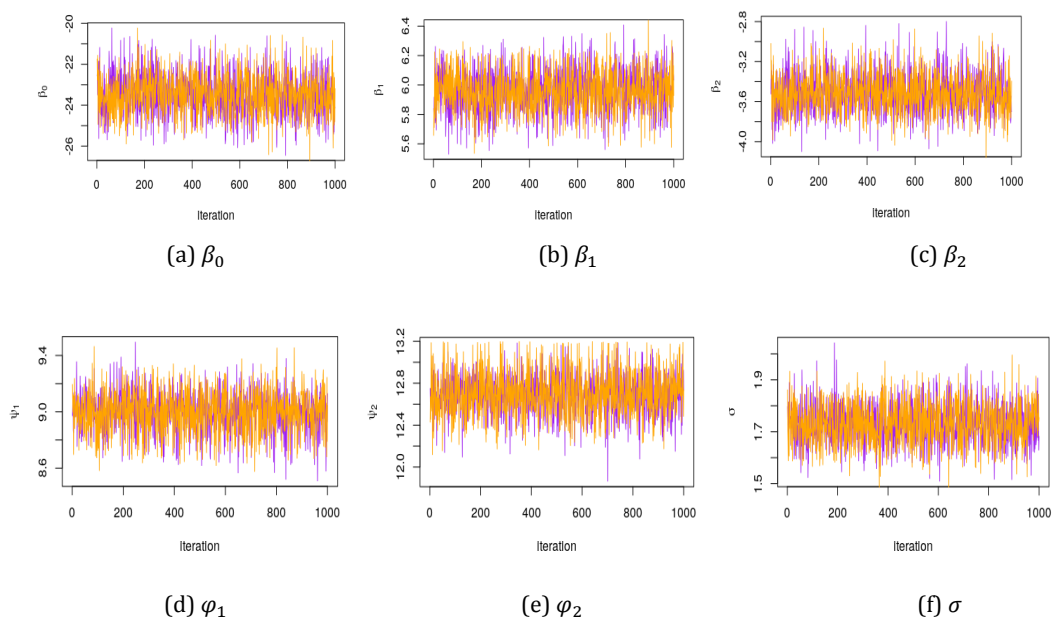 -20
-22
-24
-26
β₀
0 200 400 600 800 1000
Iteration
(a) β₀
6.4
6.2
6.0
5.8
5.6
β₁
0 200 400 600 800 1000
Iteration
(b) β₁
-2.8
-3.2
-3.6
-4.0
β₂
0 200 400 600 800 1000
Iteration
(c) β₂
9.4
9.0
8.6
ψ₁
0 200 400 600 800 1000
Iteration
(d) φ₁
13.2
12.8
12.4
12.0
ψ₂
0 200 400 600 800 1000
Iteration
(e) φ₂
1.9
1.7
1.5
σ
0 200 400 600 800 1000
Iteration
(f) σ